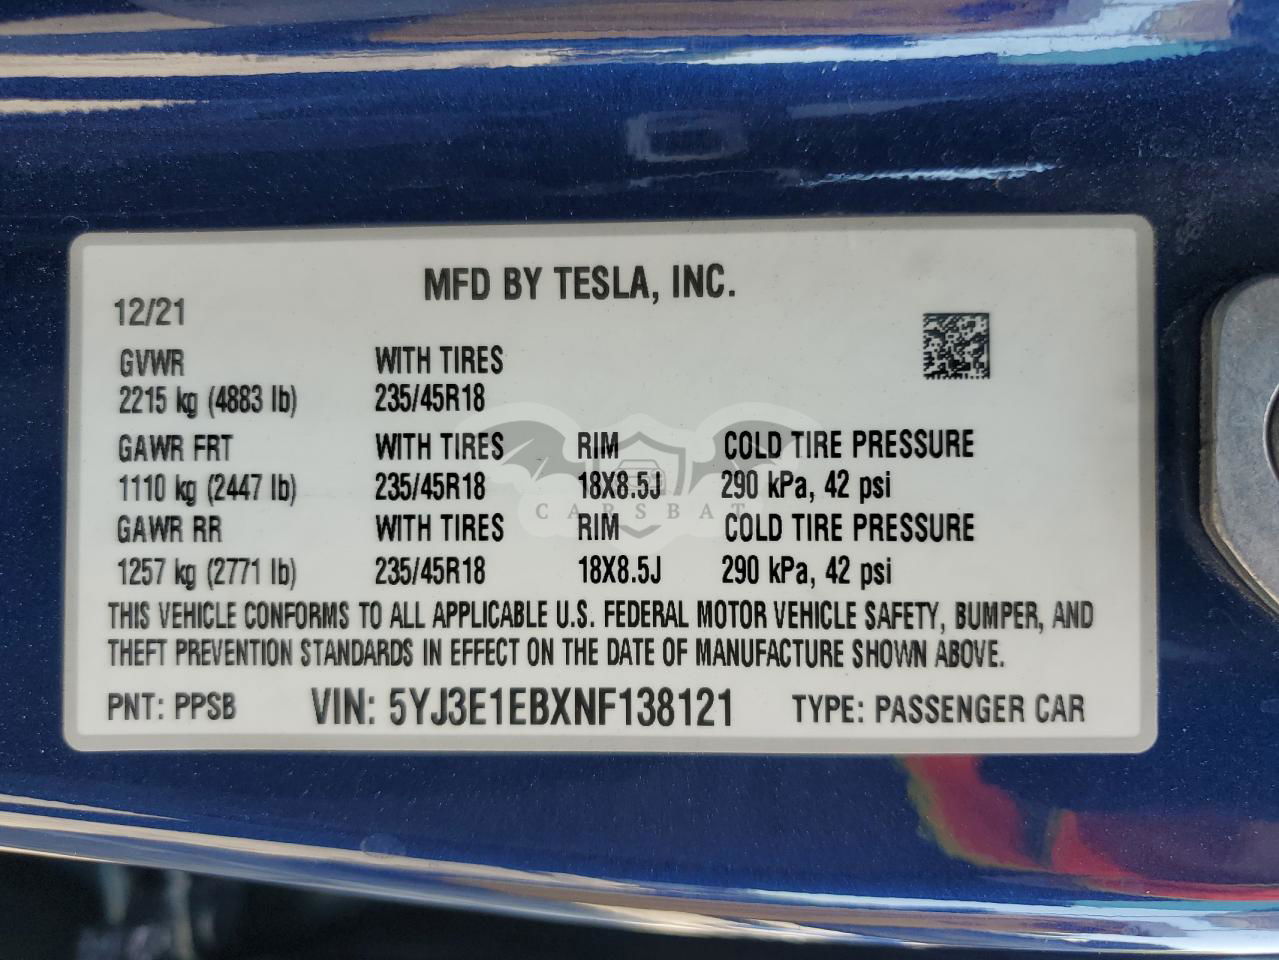 MFD BY TESLA, INC.
12/21
GVWR WITH TIRES
2215 kg (4883 lb) 235/45R18
GAWR FRT WITH TIRES RIM COLD TIRE PRESSURE
1110 kg (2447 lb) 235/45R18 18X8.5J 290 kPa, 42 psi
CARSBAT
GAWR RR WITH TIRES RIM COLD TIRE PRESSURE
1257 kg (2771 lb) 235/45R18 18X8.5J 290 kPa, 42 psi
THIS VEHICLE CONFORMS TO ALL APPLICABLE U.S. FEDERAL MOTOR VEHICLE SAFETY, BUMPER, AND
THEFT PREVENTION STANDARDS IN EFFECT ON THE DATE OF MANUFACTURE SHOWN ABOVE.
PNT: PPSB VIN: 5YJ3E1EBXNF138121 TYPE: PASSENGER CAR